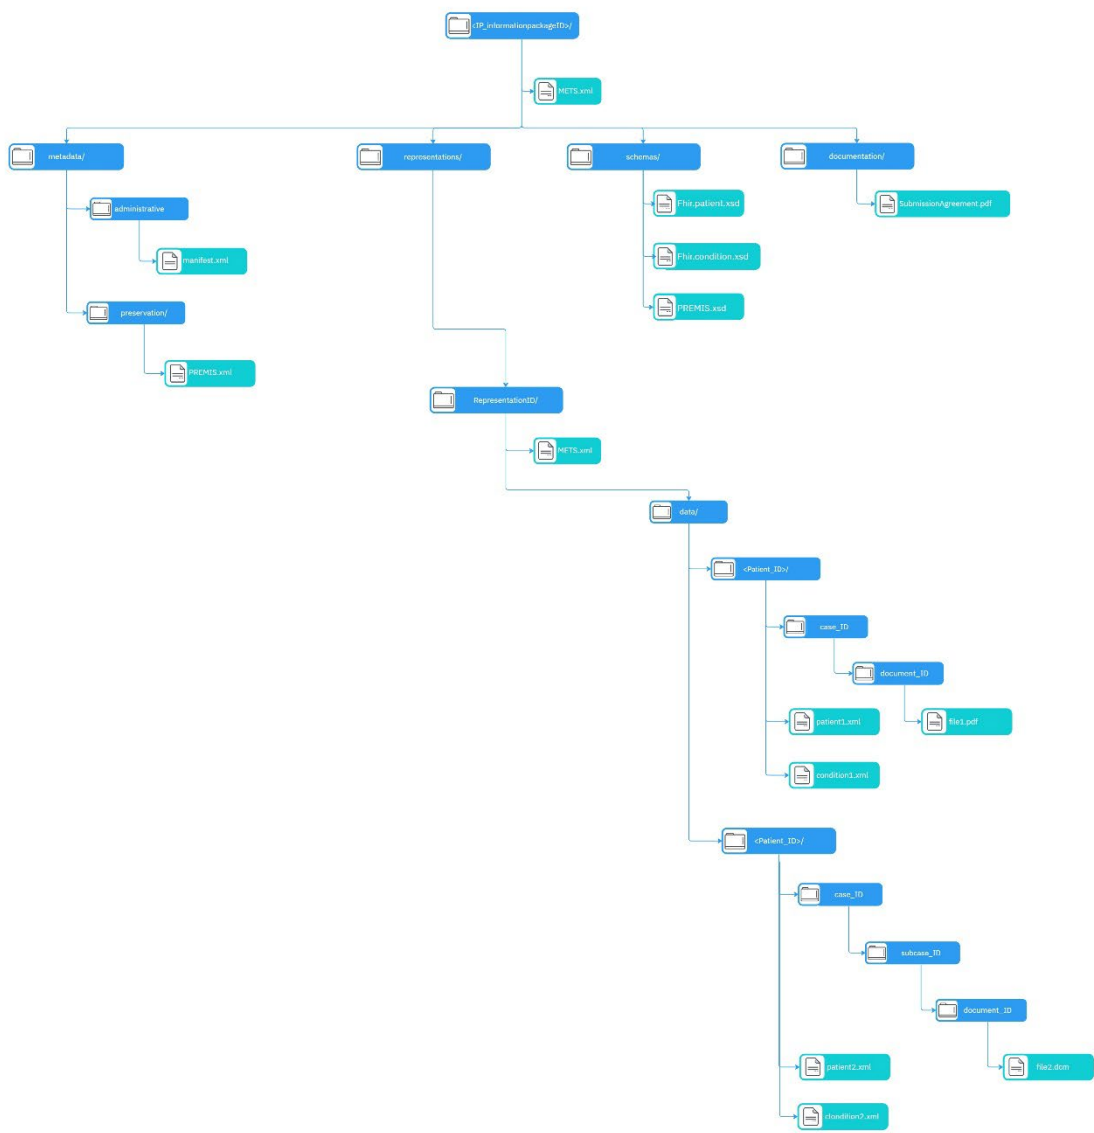 <IP_informationpackageID>/
METS.xml
metadata/
representations/
schemas/
documentation/
administrative
manifest.xml
preservation/
PREMIS.xml
Fhir.patient.xsd
Fhir.condition.xsd
PREMIS.xsd
SubmissionAgreement.pdf
RepresentationID/
METS.xml
data/
<Patient_ID>/
case_ID
document_ID
file1.pdf
patient1.xml
condition1.xml
<Patient_ID>/
case_ID
subcase_ID
document_ID
file2.dcm
patient2.xml
clondition2.xml